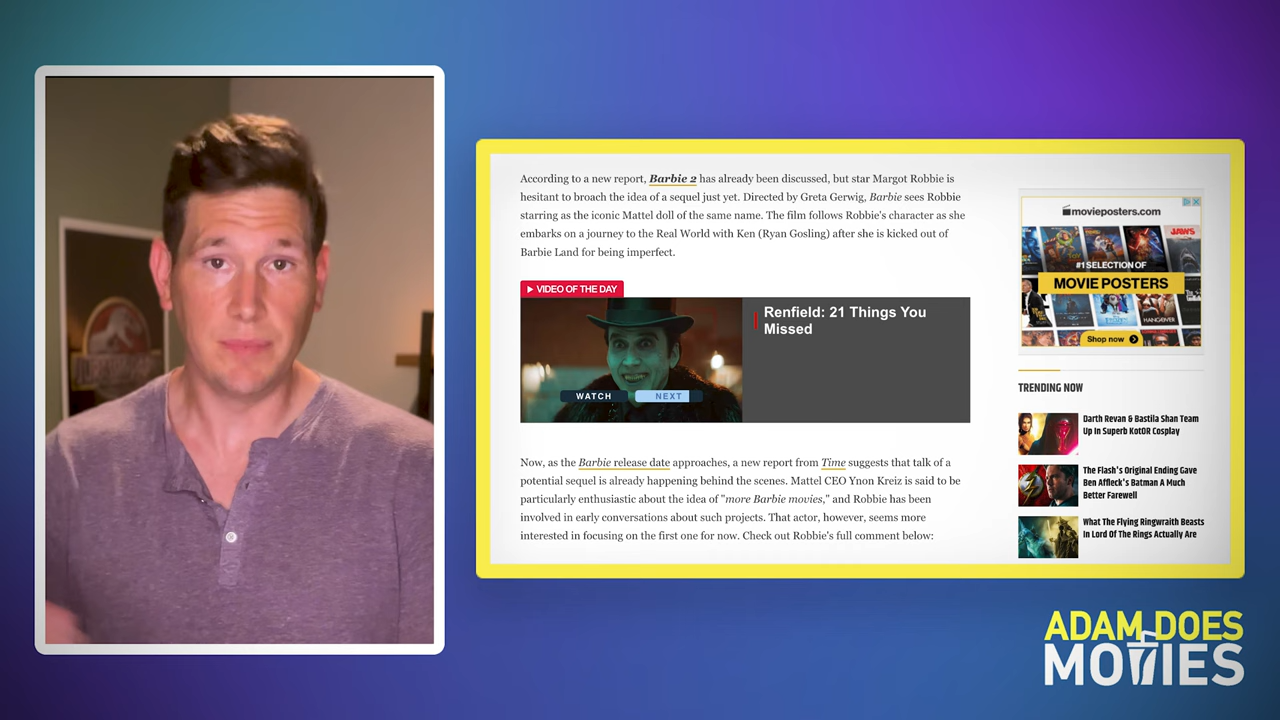 According to a new report, Barbie 2 has already been discussed, but star Margot Robbie is
hesitant to broach the idea of a sequel just yet. Directed by Greta Gerwig, Barbie sees Robbie
starring as the iconic Mattel doll of the same name. The film follows Robbie's character as she
embarks on a journey to the Real World with Ken (Ryan Gosling) after she is kicked out of
Barbie Land for being imperfect.
VIDEO OF THE DAY
Renfield: 21 Things You
Missed
WATCH
NEXT
Now, as the Barbie release date approaches, a new report from Time suggests that talk of a
potential sequel is already happening behind the scenes. Mattel CEO Ynon Kreiz is said to be
particularly enthusiastic about the idea of "more Barbie movies," and Robbie has been
involved in early conversations about such projects. That actor, however, seems more
interested in focusing on the first one for now. Check out Robbie's full comment below:
movieposters.com
JAWS
#1 SELECTION OF
MOVIE POSTERS
HANGOVER
Shop now
TRENDING NOW
Darth Revan & Bastila Shan Team
Up In Superb KotOR Cosplay
The Flash's Original Ending Gave
Ben Affleck's Batman A Much
Better Farewell
What The Flying Ringwraith Beasts
In Lord Of The Rings Actually Are
ADAM DOES
MOVIES